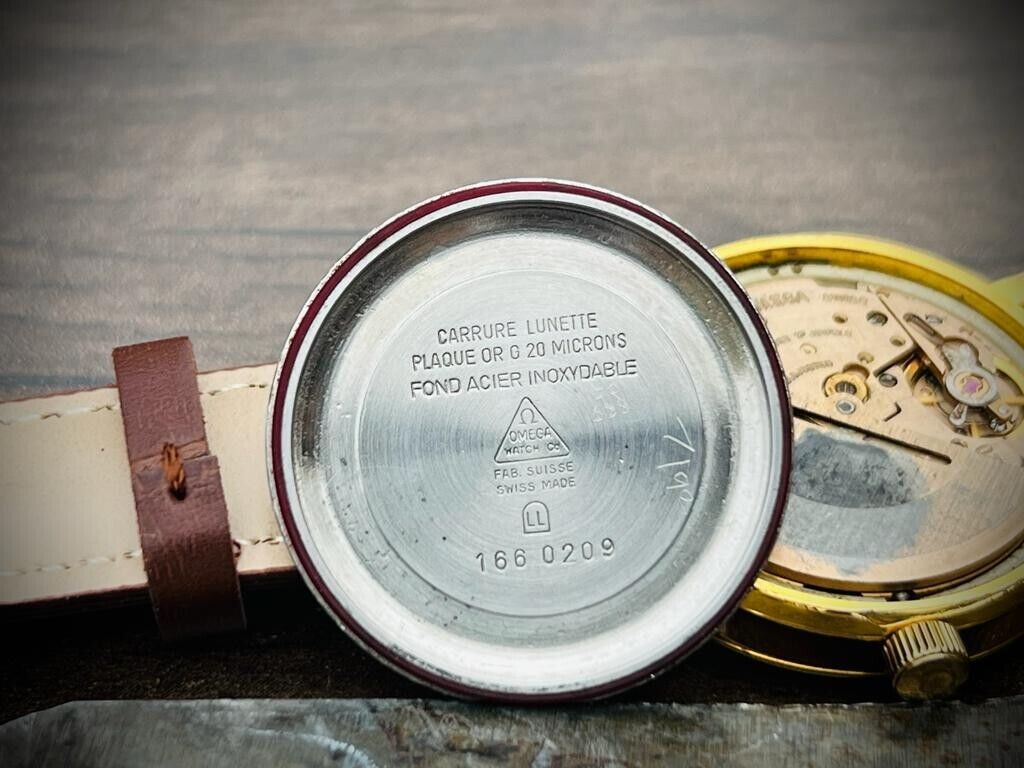 CARRURE LUNETTE
PLAQUE OR G 20 MICRONS
FOND ACIER INOXYDABLE
Ω
OMEGA
WATCH Co
FAB. SUISSE
SWISS MADE
LL
166 0209